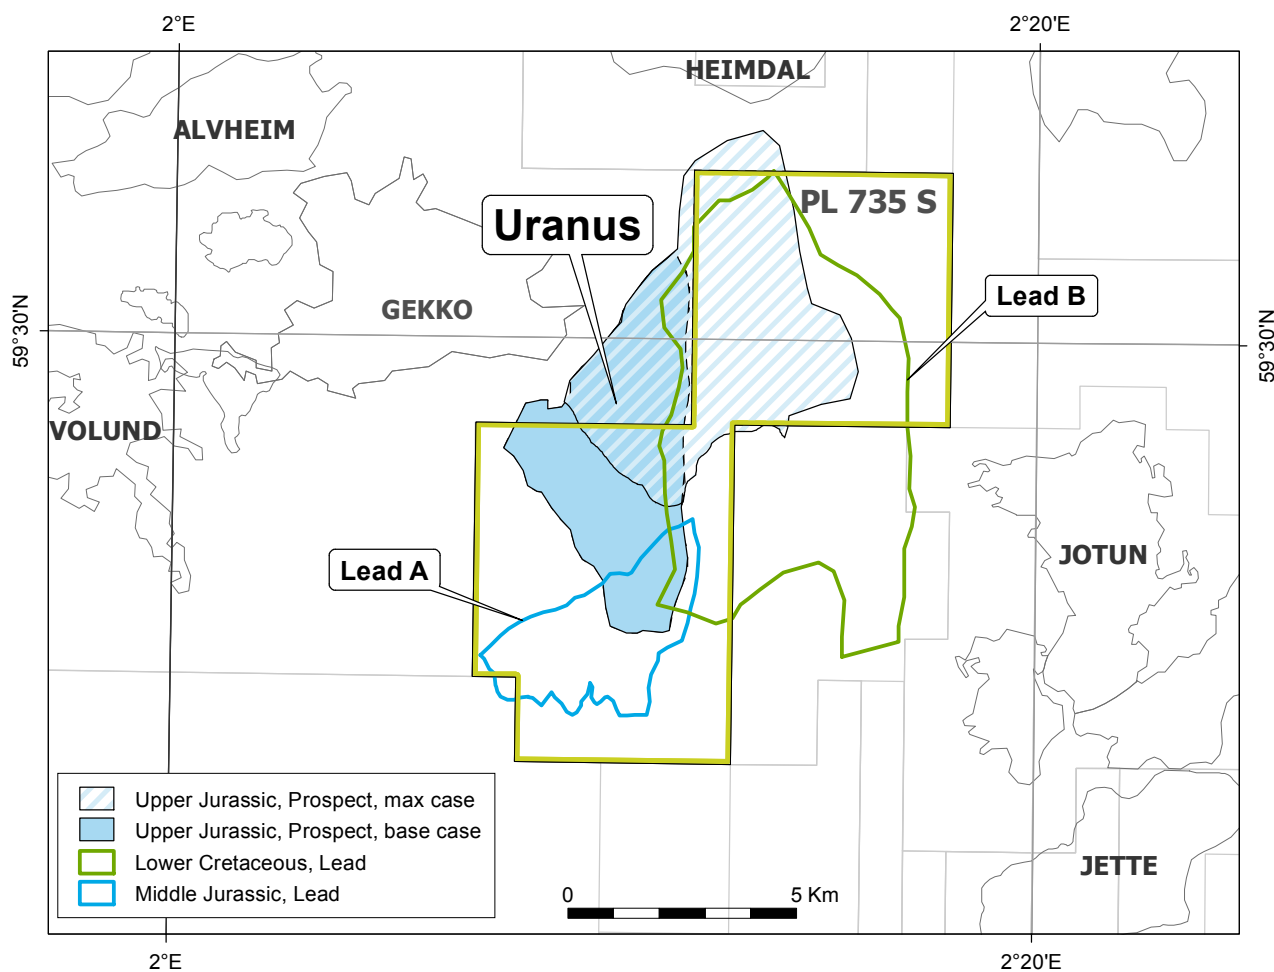 2°E
2°20'E
HEIMDAL
ALVHEIM
PL 735 S
Uranus
Lead B
GEKKO
59°30'N
59°30'N
VOLUND
JOTUN
Lead A
Upper Jurassic, Prospect, max case
Upper Jurassic, Prospect, base case
Lower Cretaceous, Lead
Middle Jurassic, Lead
JETTE
0
5 Km
2°E
2°20'E